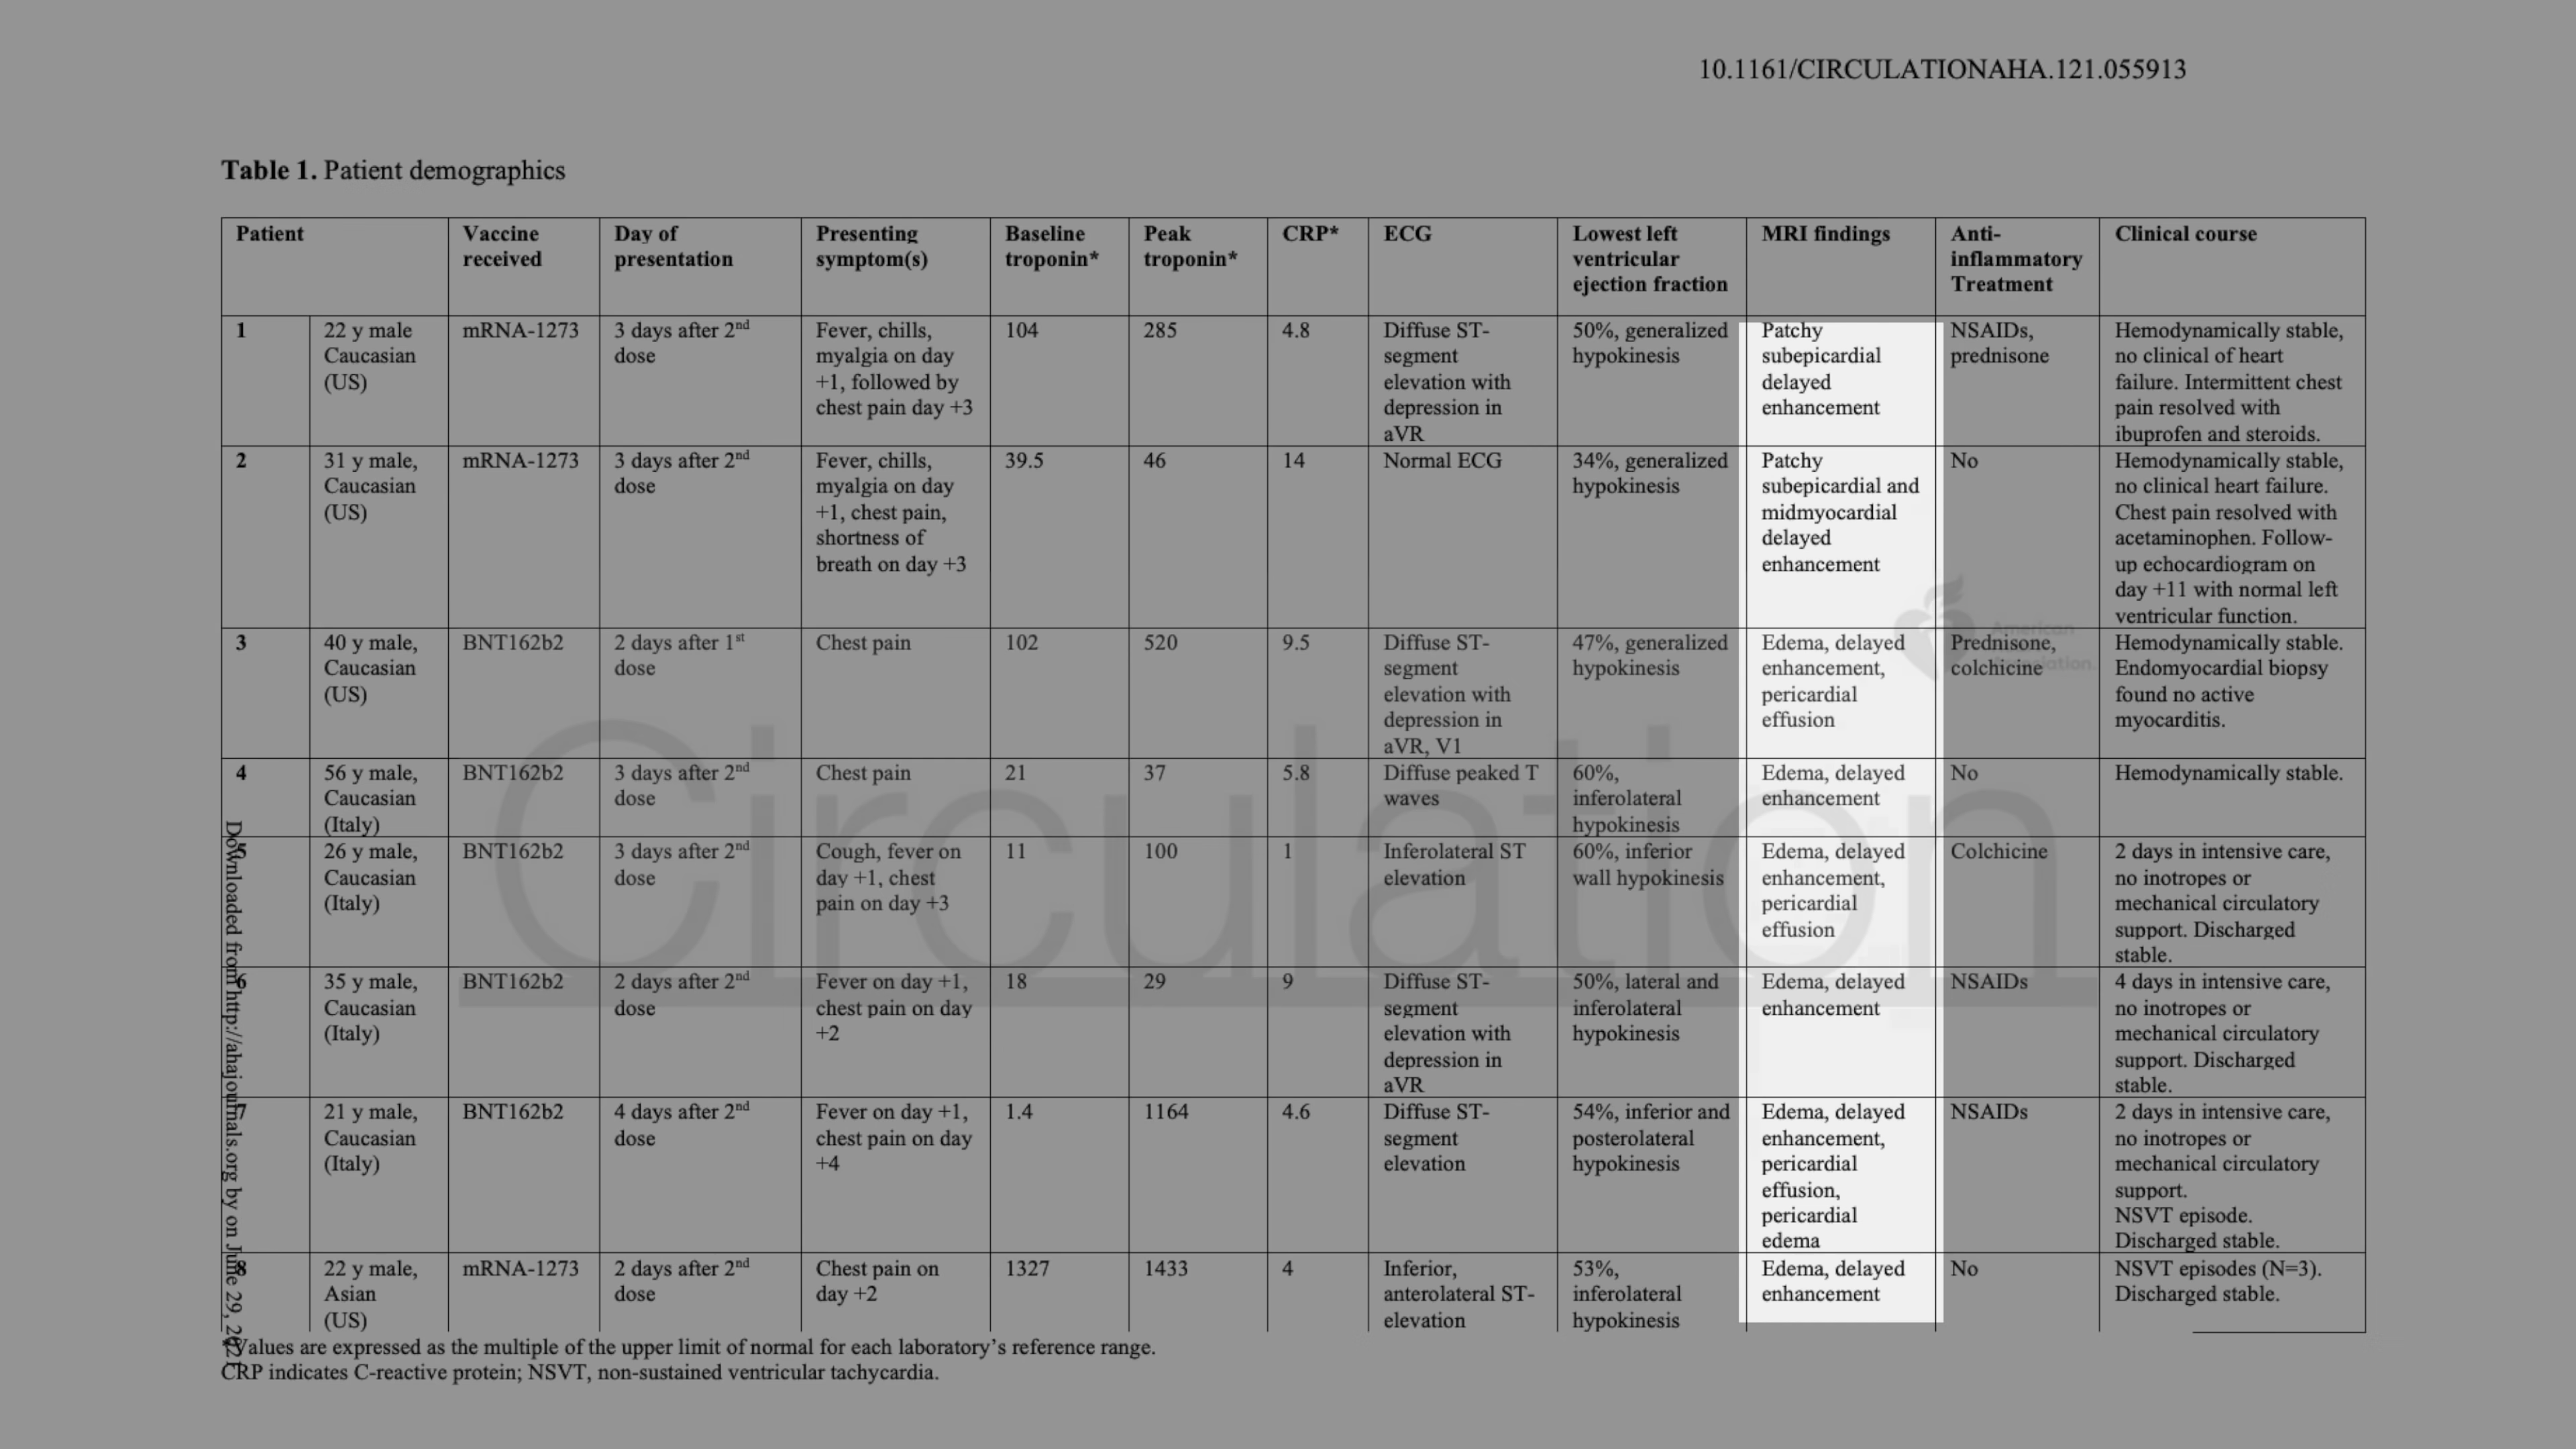 10.1161/CIRCULATIONAHA.121.055913
Table 1. Patient demographics
Patient
Vaccine
received
Day of
presentation
Presenting
symptom(s)
Baseline
troponin*
Peak
troponin*
CRP*
ECG
Lowest left
ventricular
ejection fraction
MRI findings
Anti-
inflammatory
Treatment
Clinical course
1
22 y male
Caucasian
(US)
mRNA-1273
3 days after 2nd
dose
Fever, chills,
myalgia on day
+1, followed by
chest pain day +3
104
285
4.8
Diffuse ST-
segment
elevation with
depression in
aVR
50%, generalized
hypokinesis
Patchy
subepicardial
delayed
enhancement
NSAIDs,
prednisone
Hemodynamically stable,
no clinical of heart
failure. Intermittent chest
pain resolved with
ibuprofen and steroids.
2
31 y male,
Caucasian
(US)
mRNA-1273
3 days after 2nd
dose
Fever, chills,
myalgia on day
+1, chest pain,
shortness of
breath on day +3
39.5
46
14
Normal ECG
34%, generalized
hypokinesis
Patchy
subepicardial and
midmyocardial
delayed
enhancement
No
Hemodynamically stable,
no clinical heart failure.
Chest pain resolved with
acetaminophen. Follow-
up echocardiogram on
day +11 with normal left
ventricular function.
3
40 y male,
Caucasian
(US)
BNT162b2
2 days after 1st
dose
Chest pain
102
520
9.5
Diffuse ST-
segment
elevation with
depression in
aVR, V1
47%, generalized
hypokinesis
Edema, delayed
enhancement,
pericardial
effusion
Prednisone,
colchicine
Hemodynamically stable.
Endomyocardial biopsy
found no active
myocarditis.
4
56 y male,
Caucasian
(Italy)
BNT162b2
3 days after 2nd
dose
Chest pain
21
37
5.8
Diffuse peaked T
waves
60%,
inferolateral
hypokinesis
Edema, delayed
enhancement
No
Hemodynamically stable.
5
26 y male,
Caucasian
(Italy)
BNT162b2
3 days after 2nd
dose
Cough, fever on
day +1, chest
pain on day +3
11
100
1
Inferolateral ST
elevation
60%, inferior
wall hypokinesis
Edema, delayed
enhancement,
pericardial
effusion
Colchicine
2 days in intensive care,
no inotropes or
mechanical circulatory
support. Discharged
stable.
6
35 y male,
Caucasian
(Italy)
BNT162b2
2 days after 2nd
dose
Fever on day +1,
chest pain on day
+2
18
29
9
Diffuse ST-
segment
elevation with
depression in
aVR
50%, lateral and
inferolateral
hypokinesis
Edema, delayed
enhancement
NSAIDs
4 days in intensive care,
no inotropes or
mechanical circulatory
support. Discharged
stable.
7
21 y male,
Caucasian
(Italy)
BNT162b2
4 days after 2nd
dose
Fever on day +1,
chest pain on day
+4
1.4
1164
4.6
Diffuse ST-
segment
elevation
54%, inferior and
posterolateral
hypokinesis
Edema, delayed
enhancement,
pericardial
effusion,
pericardial
edema
NSAIDs
2 days in intensive care,
no inotropes or
mechanical circulatory
support.
NSVT episode.
Discharged stable.
8
22 y male,
Asian
(US)
mRNA-1273
2 days after 2nd
dose
Chest pain on
day +2
1327
1433
4
Inferior,
anterolateral ST-
elevation
53%,
inferolateral
hypokinesis
Edema, delayed
enhancement
No
NSVT episodes (N=3).
Discharged stable.
*Values are expressed as the multiple of the upper limit of normal for each laboratory's reference range.
CRP indicates C-reactive protein; NSVT, non-sustained ventricular tachycardia.
Downloaded from http://ahajournals.org by on June 29,
Circulation
American